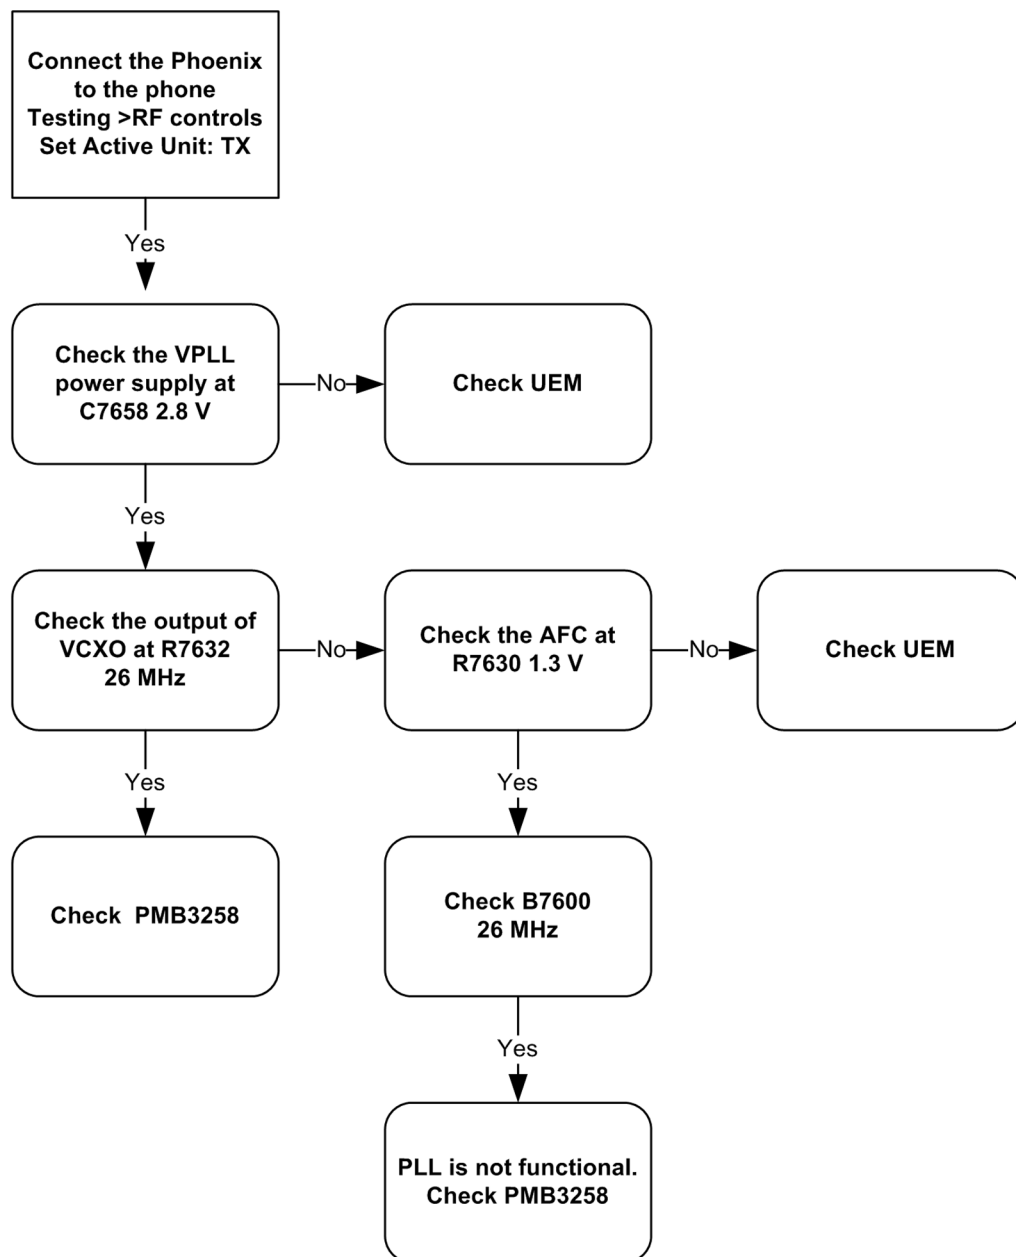 Connect the Phoenix
to the phone
Testing >RF controls
Set Active Unit: TX
Yes
Check the VPLL
power supply at
C7658 2.8 V
No
Check UEM
Yes
Check the output of
VCXO at R7632
26 MHz
No
Check the AFC at
R7630 1.3 V
No
Check UEM
Yes
Yes
Check  PMB3258
Check B7600
26 MHz
Yes
PLL is not functional.
Check PMB3258